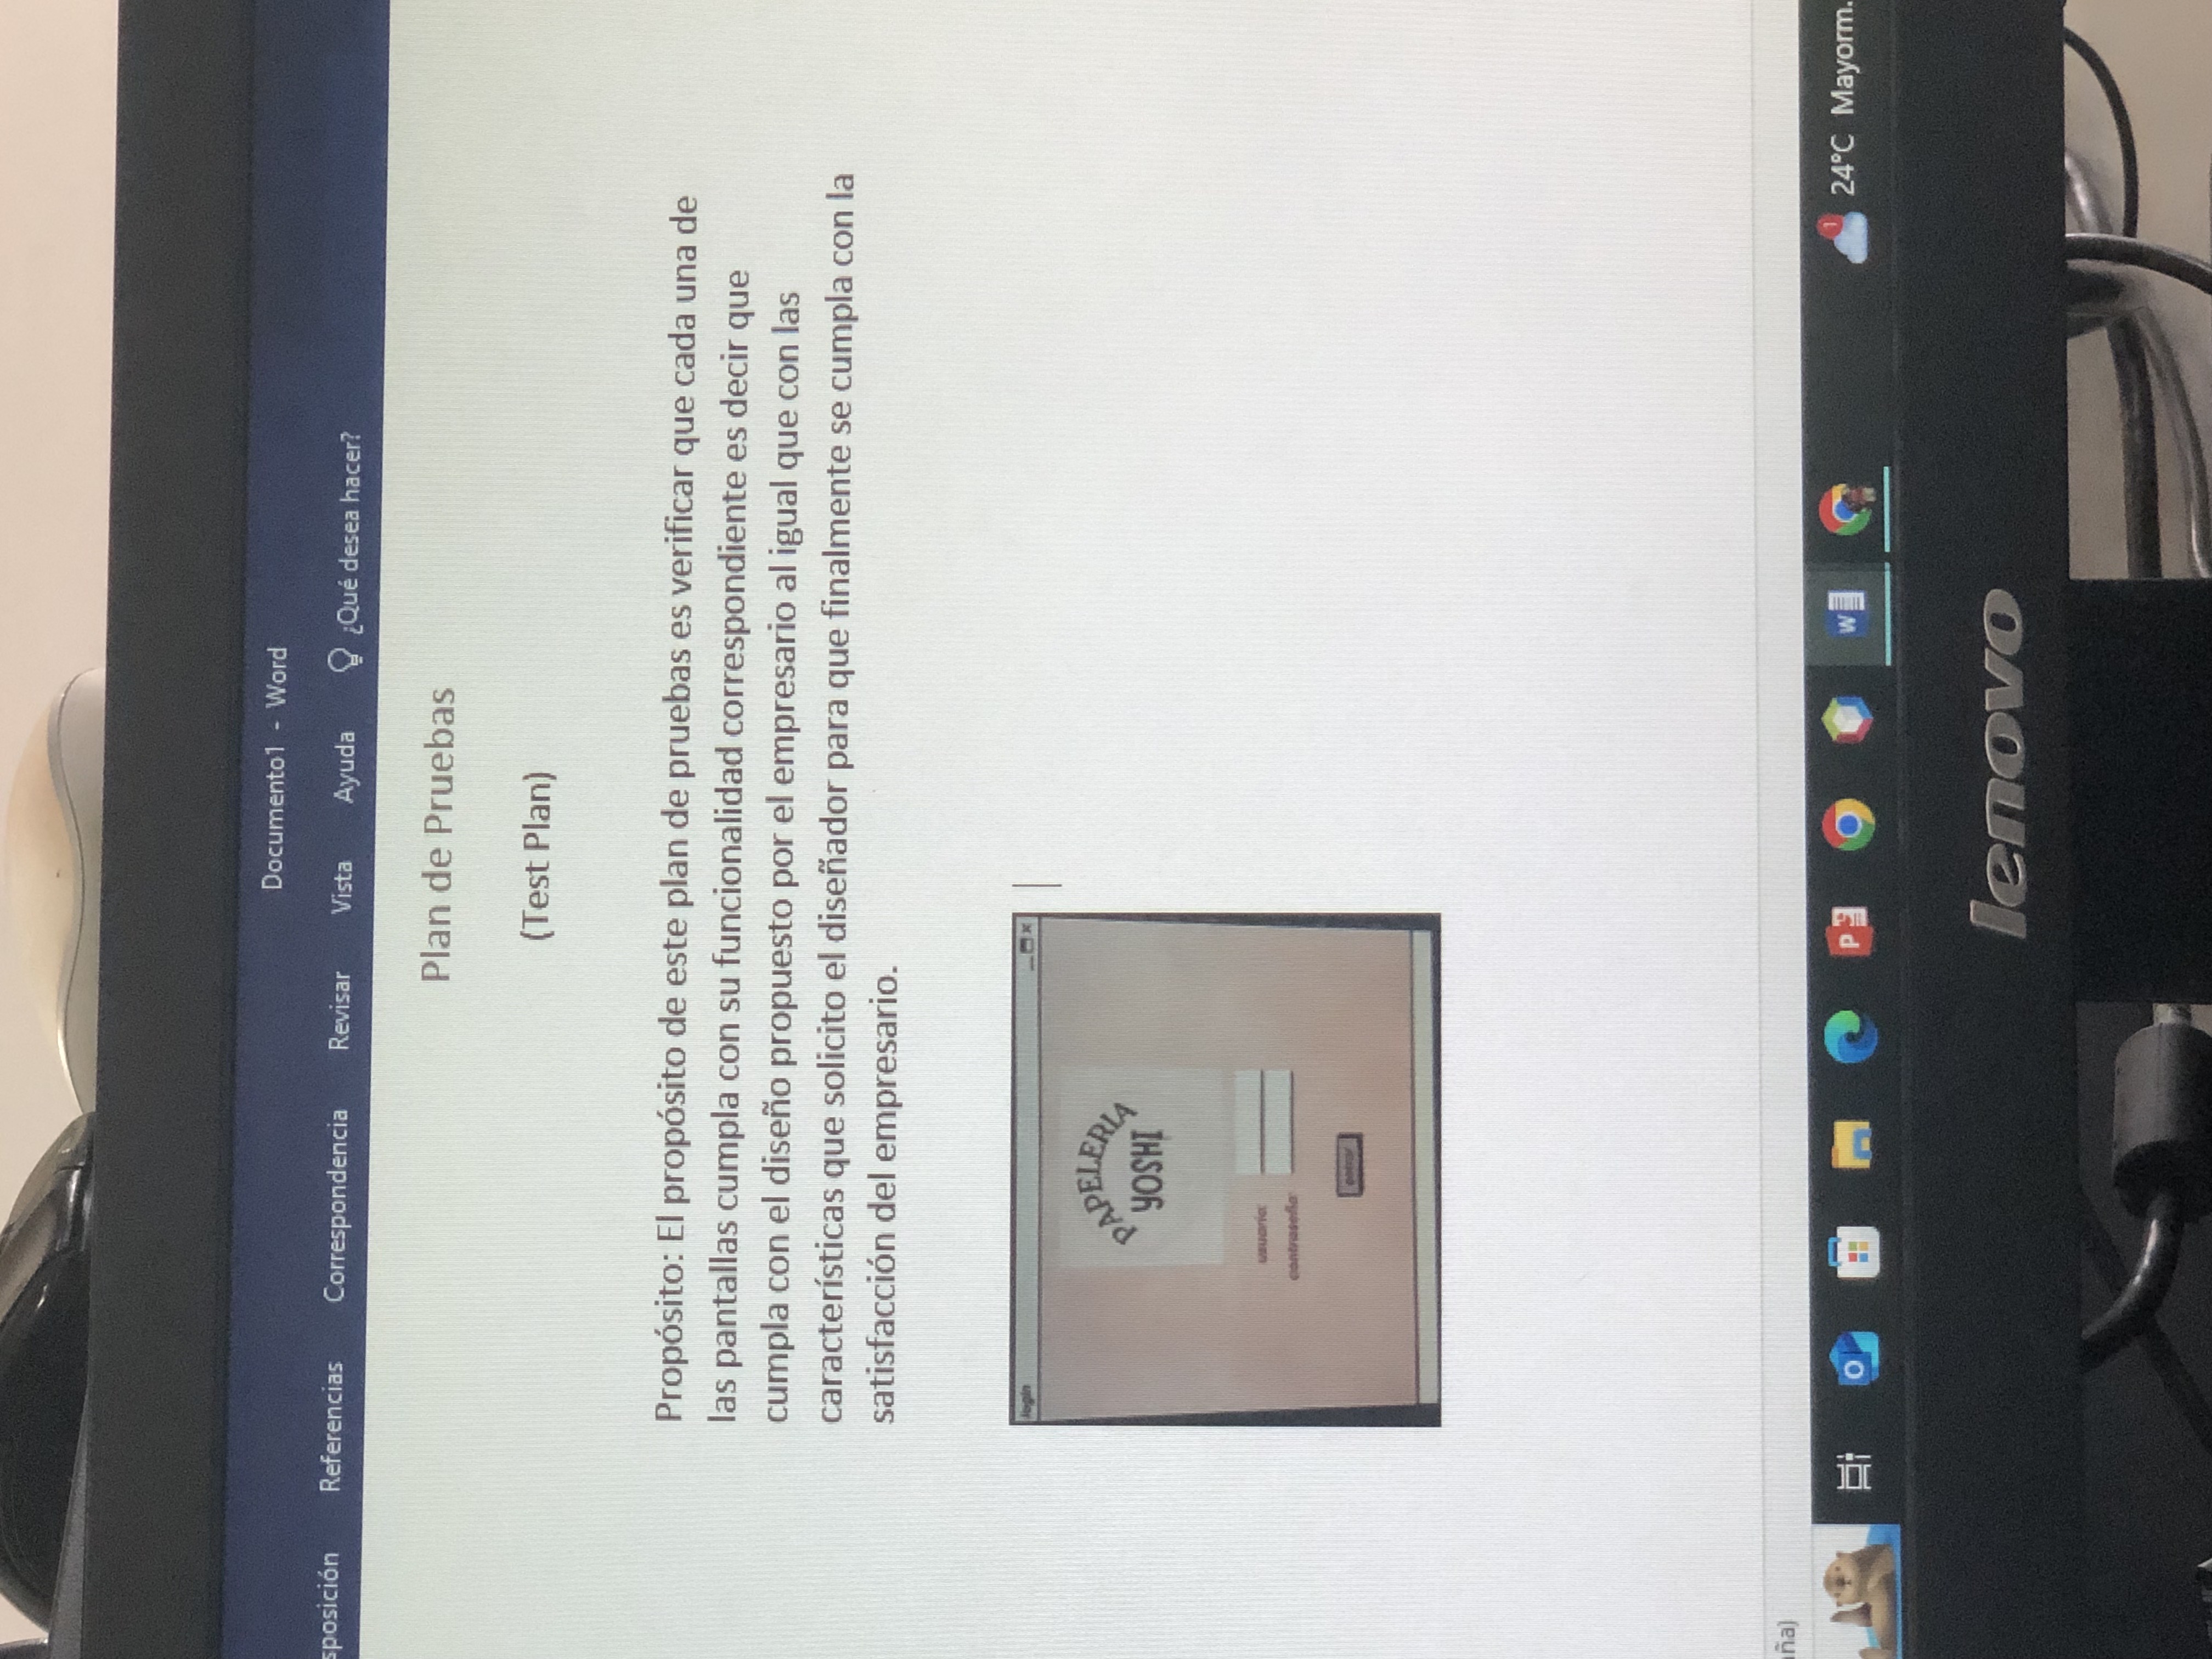 Documento1 - Word
sposición Referencias Correspondencia Revisar Vista Ayuda ¿Qué desea hacer?
Plan de Pruebas
(Test Plan)
Propósito: El propósito de este plan de pruebas es verificar que cada una de
las pantallas cumpla con su funcionalidad correspondiente es decir que
cumpla con el diseño propuesto por el empresario al igual que con las
características que solicito el diseñador para que finalmente se cumpla con la
satisfacción del empresario.
login
PAPELERIA
YOSHI
usuario:
contraseña:
entrar
aña)
1 24°C Mayorm.
lenovo